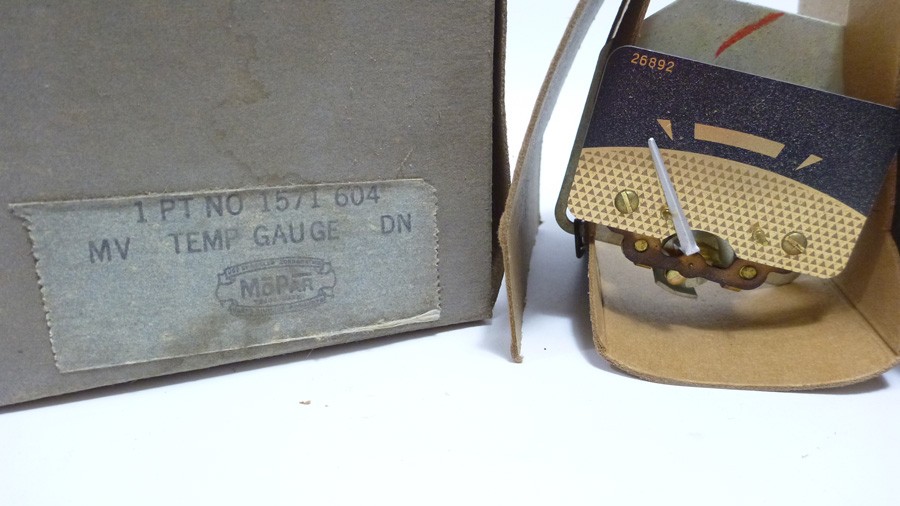 1 PT NO 1571 604
MV TEMP GAUGE DN
MOPAR
26892